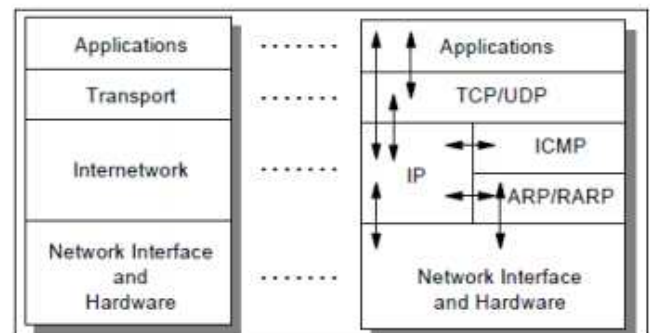 Applications
Transport
Internetwork
Network Interface
and
Hardware
Applications
TCP/UDP
IP
ICMP
ARP/RARP
Network Interface
and Hardware